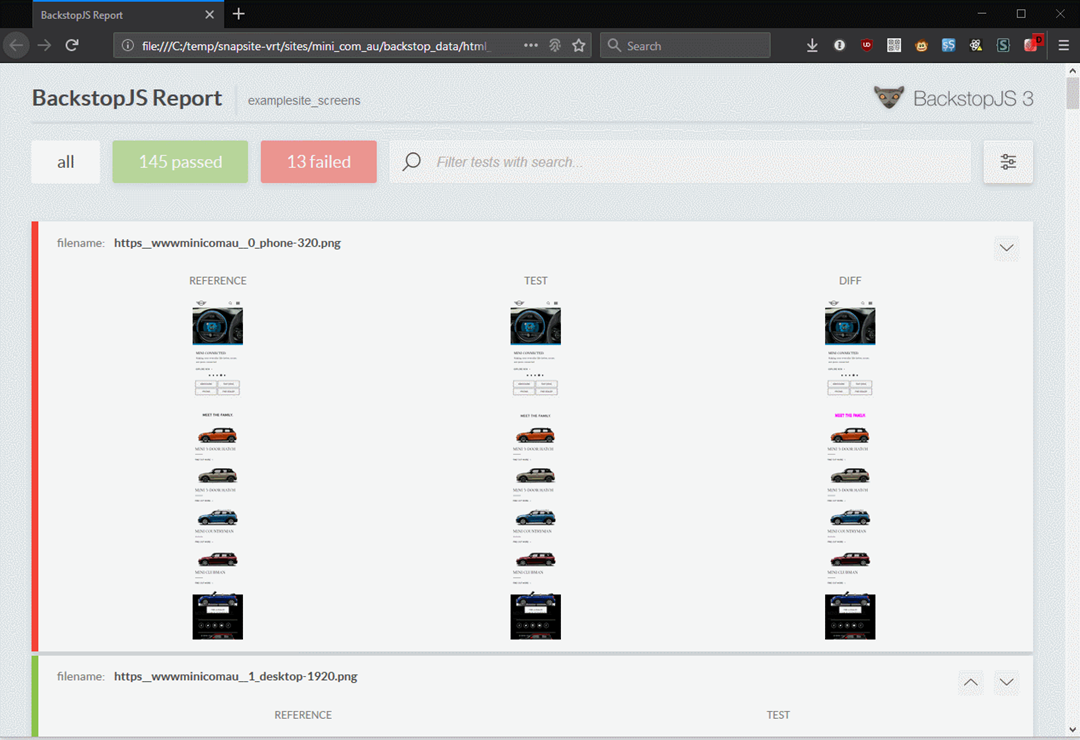 BackstopJS Report
file:///C:/temp/snapsite-vrt/sites/mini_com_au/backstop_data/html_
Search
BackstopJS Report
examplesite_screens
BackstopJS 3
all
145 passed
13 failed
Filter tests with search...
filename: https__wwwminicomau__0_phone-320.png
REFERENCE
TEST
DIFF
MINI CONNECTED
MINI CONNECTED
MINI CONNECTED
MEET THE FAMILY.
MEET THE FAMILY
MEET THE FAMILY.
MINI 3 DOOR HATCH
MINI 3 DOOR HATCH
MINI 3 DOOR HATCH
MINI 5 DOOR HATCH
MINI 5 DOOR HATCH
MINI 5 DOOR HATCH
MINI COUNTRYMAN
MINI COUNTRYMAN
MINI COUNTRYMAN
MINI CLUBMAN
MINI CLUBMAN
MINI CLUBMAN
filename: https__wwwminicomau__1_desktop-1920.png
REFERENCE
TEST